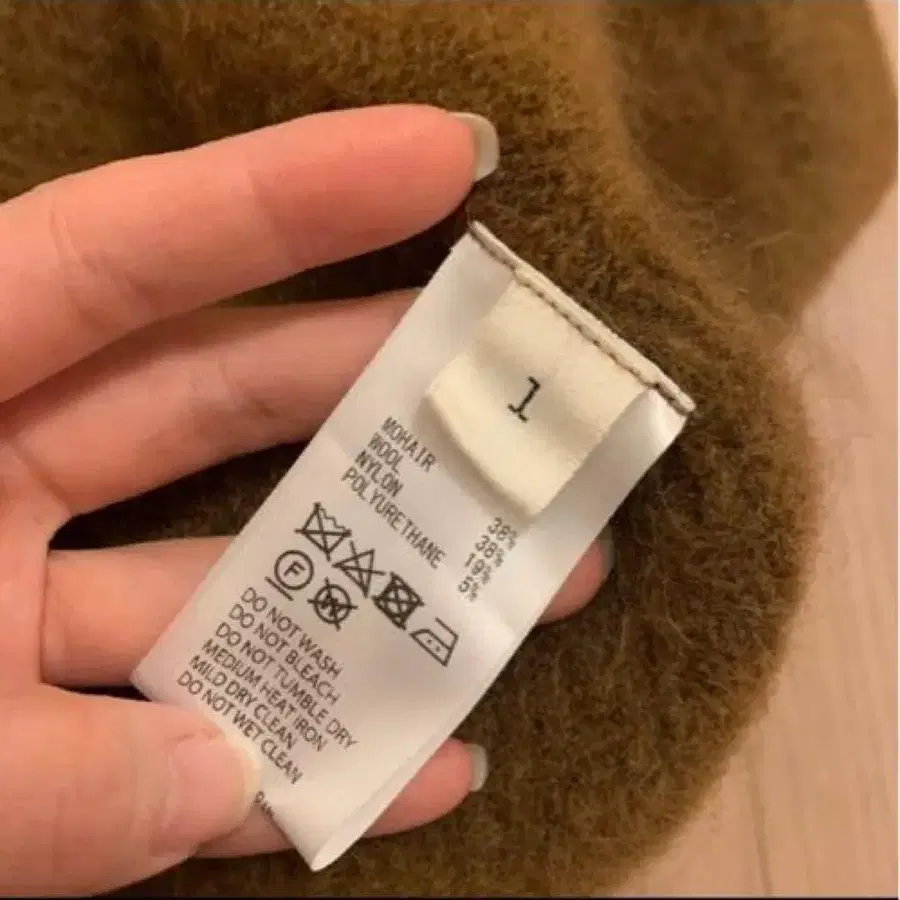 1
MOHAIR 38%
WOOL 38%
NYLON 19%
POLYURETHANE 5%
F
W
DO NOT WASH
DO NOT BLEACH
DO NOT TUMBLE DRY
MEDIUM HEAT IRON
MILD DRY CLEAN
DO NOT WET CLEAN